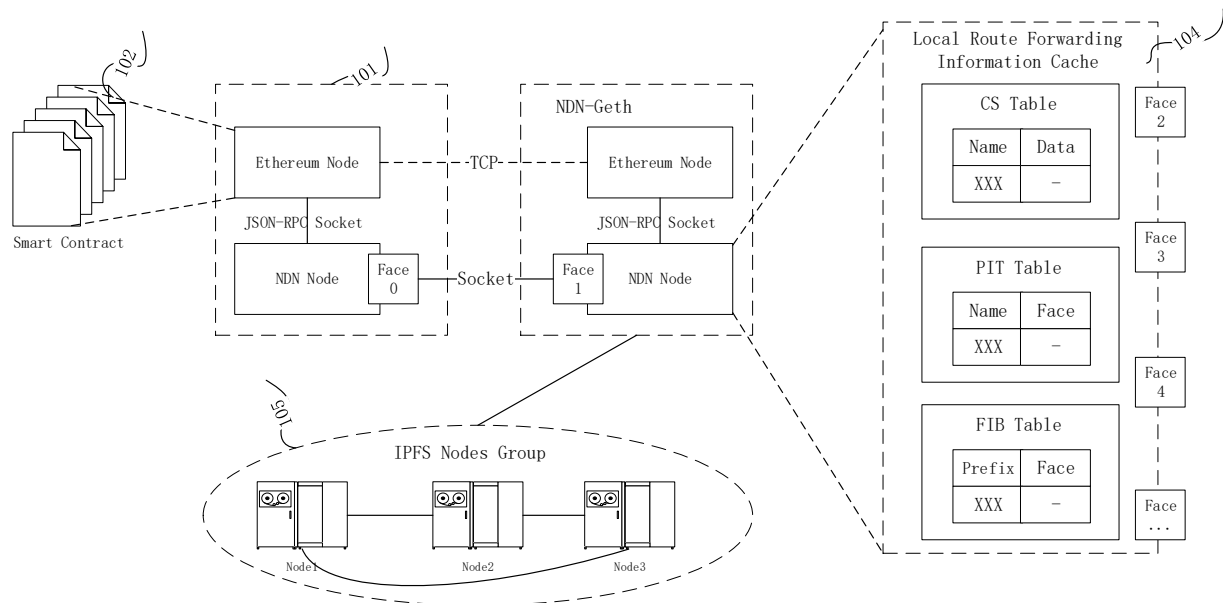 102
Smart Contract
101
Ethereum Node
JSON-RPC Socket
NDN Node
Face
0
TCP
Socket
NDN-Geth
Ethereum Node
JSON-RPC Socket
Face
1
NDN Node
104
Local Route Forwarding
Information Cache
CS Table
Name Data
XXX -
PIT Table
Name Face
XXX -
FIB Table
Prefix Face
XXX -
Face
2
Face
3
Face
4
Face
...
105
IPFS Nodes Group
Node1
Node2
Node3